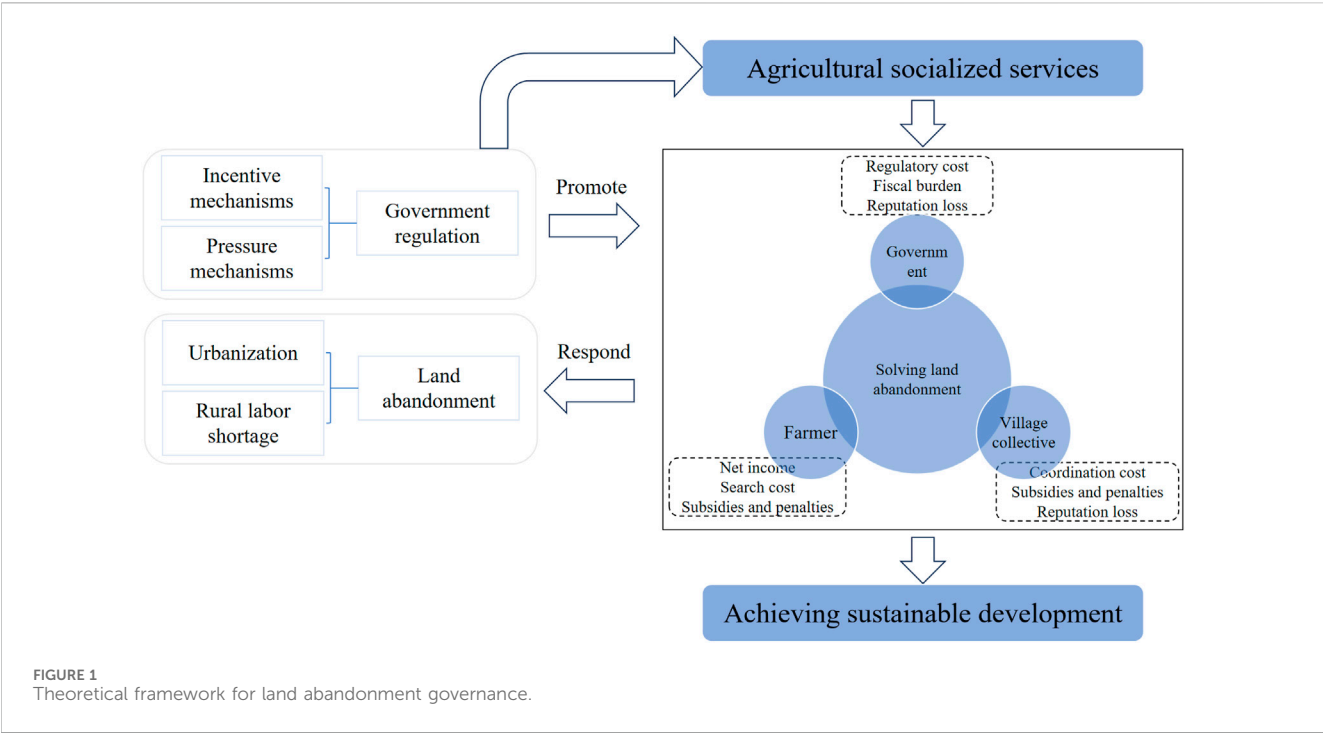 Agricultural socialized services
Incentive
mechanisms
Pressure
mechanisms
Government
regulation
Promote
Urbanization
Rural labor
shortage
Land
abandonment
Respond
Regulatory cost
Fiscal burden
Reputation loss
Governm
ent
Solving land
abandonment
Farmer
Village
collective
Net income
Search cost
Subsidies and penalties
Coordination cost
Subsidies and penalties
Reputation loss
Achieving sustainable development
FIGURE 1
Theoretical framework for land abandonment governance.